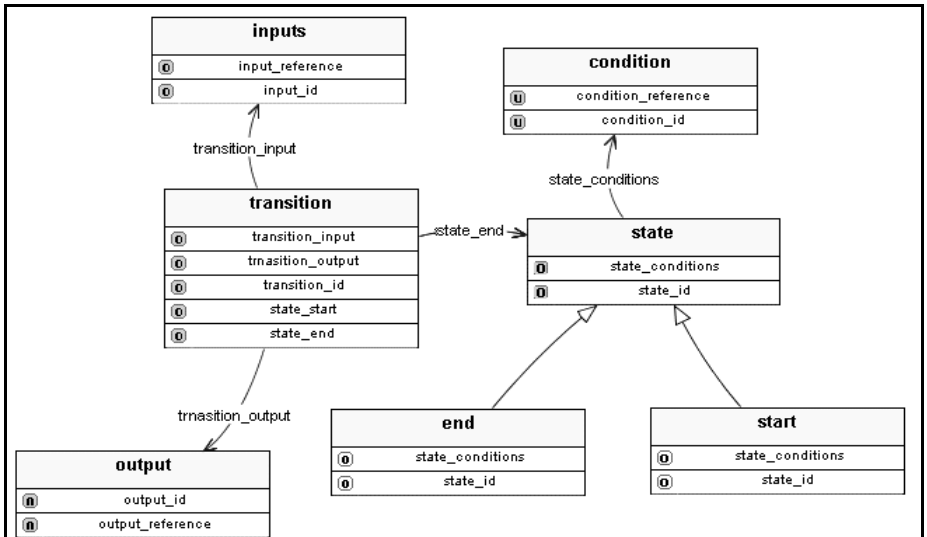 inputs
o input_reference
o input_id
transition_input
condition
u condition_reference
u condition_id
state_conditions
transition
o transition_input
o trnasition_output
o transition_id
o state_start
o state_end
state_end
state
o state_conditions
o state_id
trnasition_output
output
n output_id
n output_reference
end
o state_conditions
o state_id
start
o state_conditions
o state_id